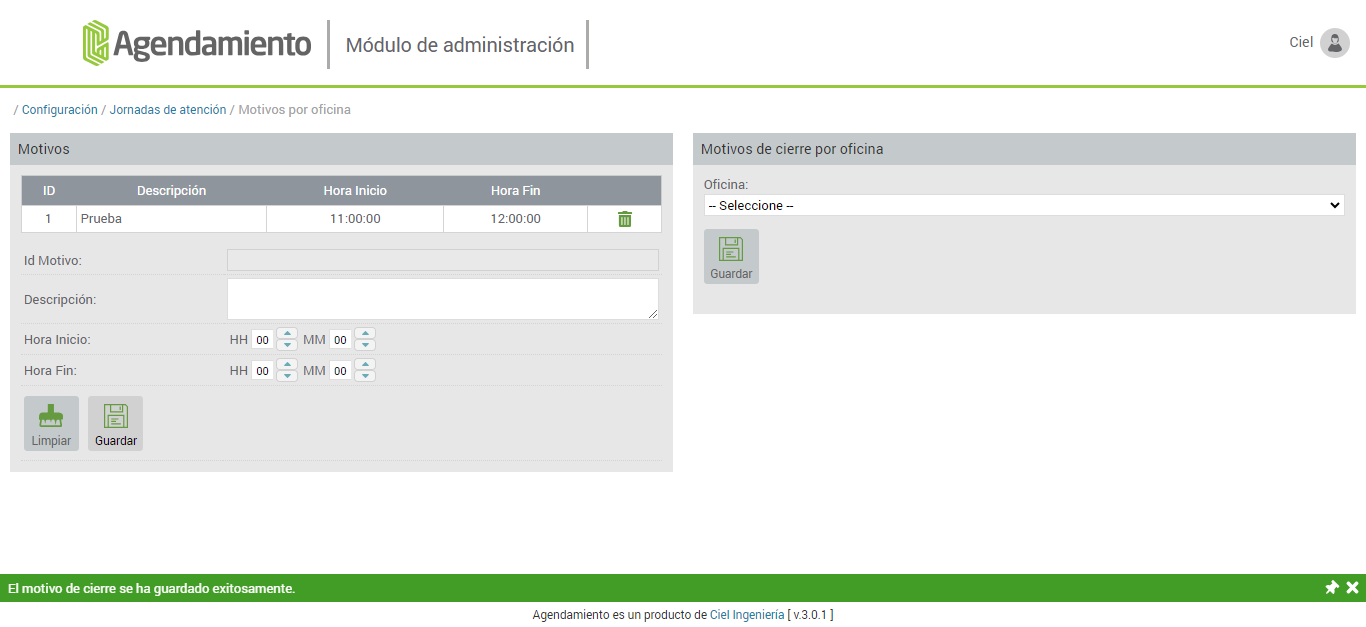 Agendamiento
Módulo de administración
Ciel
/ Configuración / Jornadas de atención / Motivos por oficina
Motivos
ID Descripción Hora Inicio Hora Fin
1 Prueba 11:00:00 12:00:00
Id Motivo:
Descripción:
Hora Inicio: HH 00 MM 00
Hora Fin: HH 00 MM 00
Limpiar Guardar
Motivos de cierre por oficina
Oficina:
-- Seleccione --
Guardar
El motivo de cierre se ha guardado exitosamente.
Agendamiento es un producto de Ciel Ingeniería [ v.3.0.1 ]